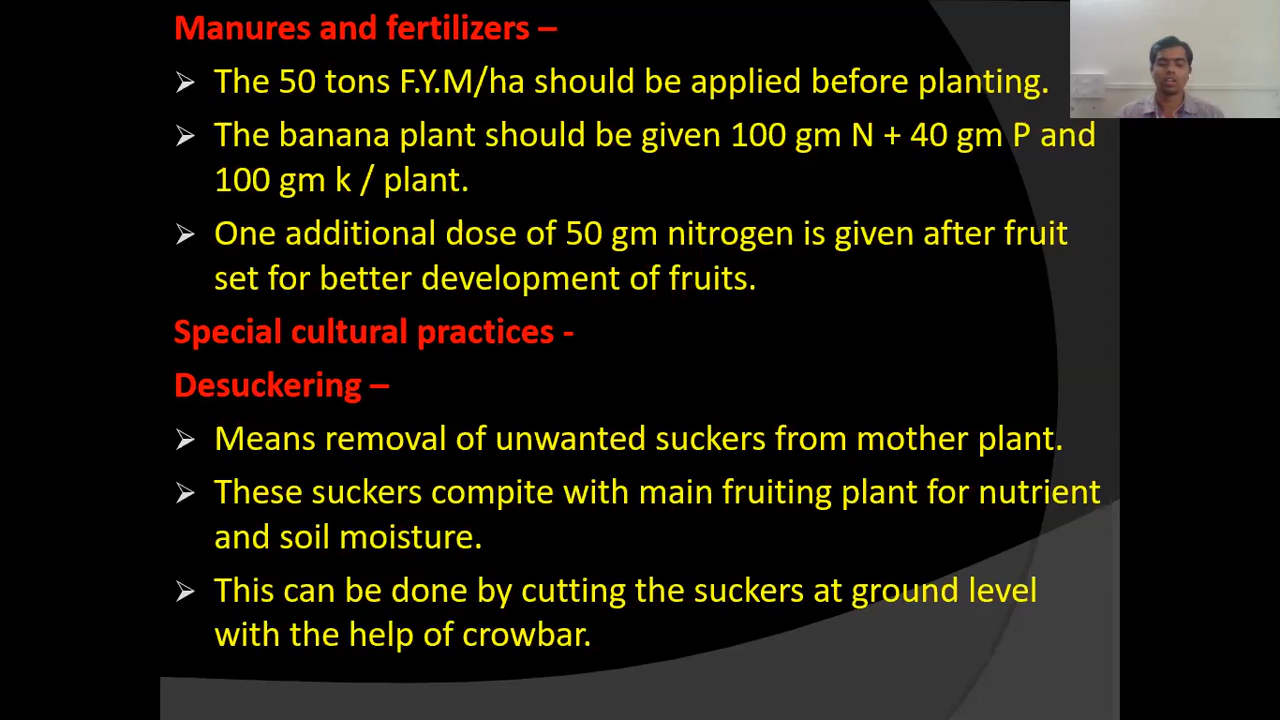 Manures and fertilizers –
The 50 tons F.Y.M/ha should be applied before planting.
The banana plant should be given 100 gm N + 40 gm P and
100 gm k / plant.
One additional dose of 50 gm nitrogen is given after fruit
set for better development of fruits.
Special cultural practices -
Desuckering –
Means removal of unwanted suckers from mother plant.
These suckers compite with main fruiting plant for nutrient
and soil moisture.
This can be done by cutting the suckers at ground level
with the help of crowbar.